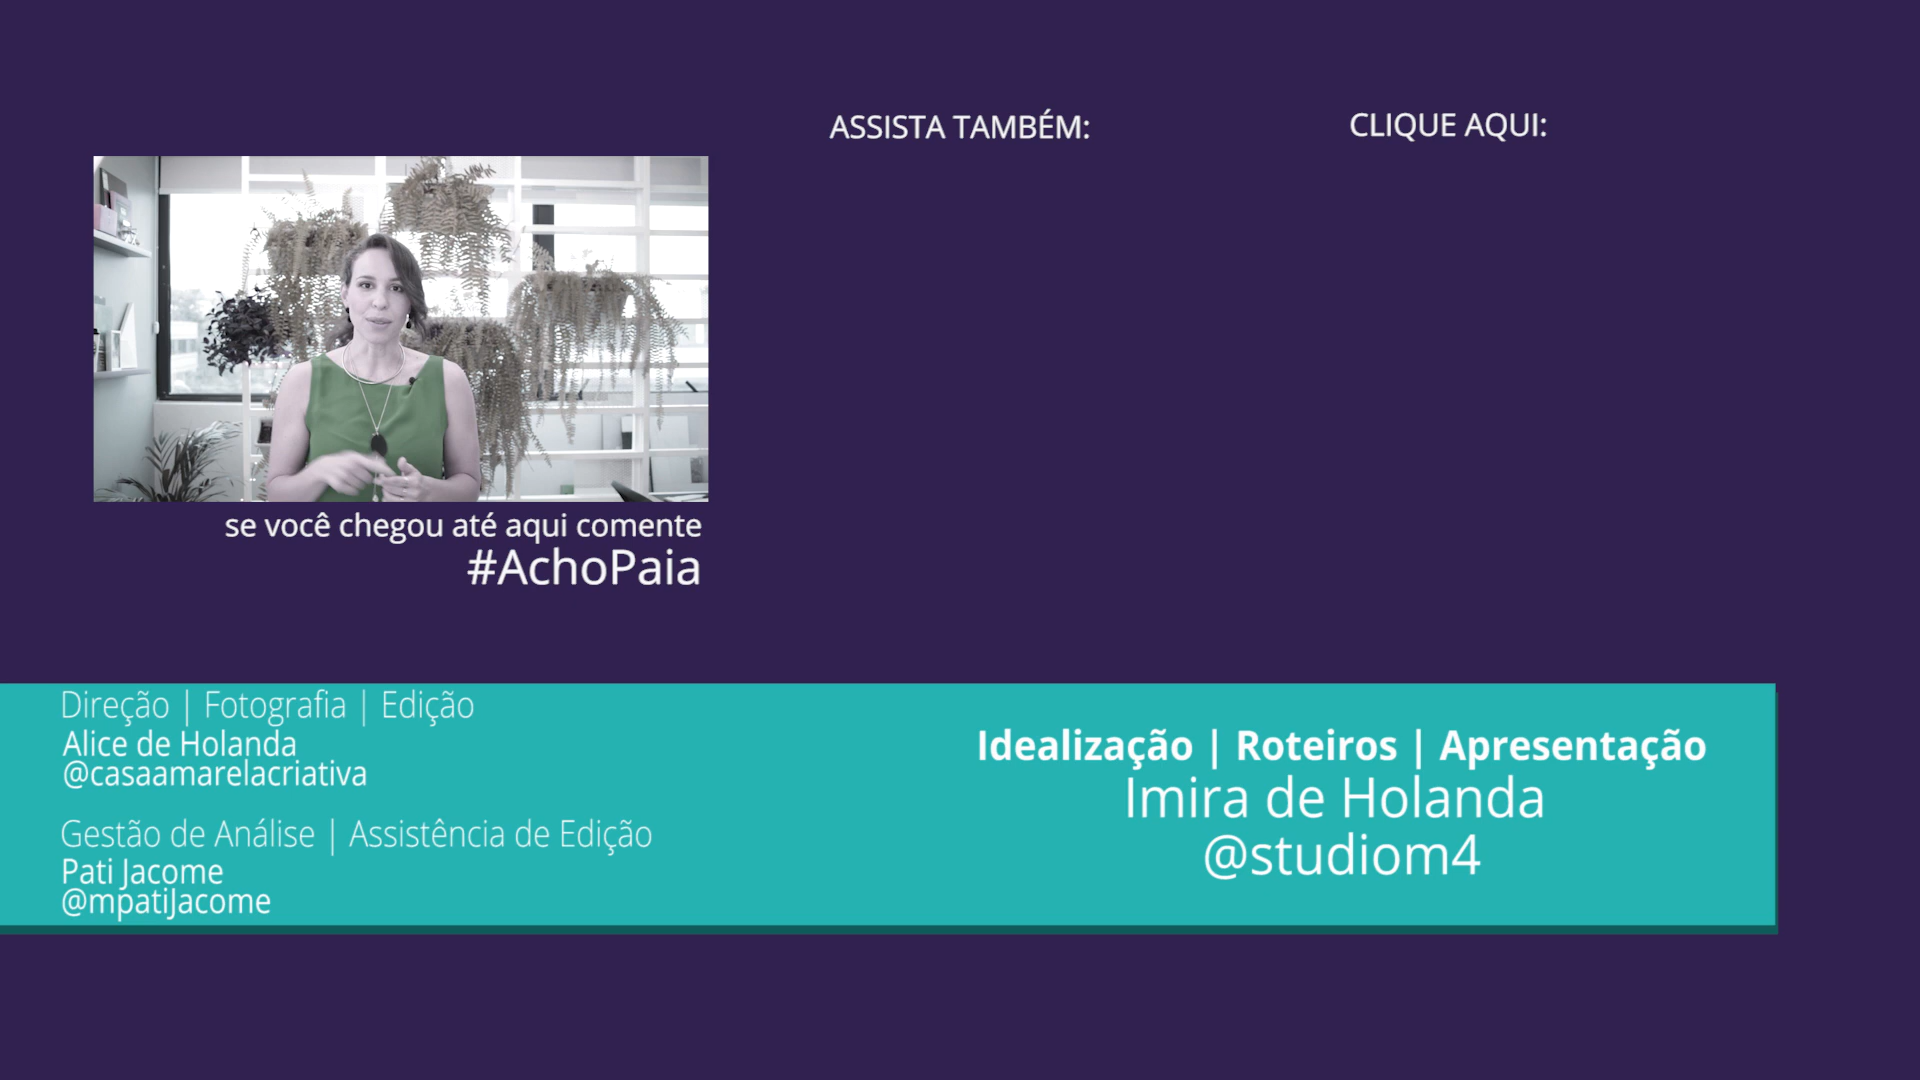 ASSISTA TAMBÉM:
CLIQUE AQUI:
se você chegou até aqui comente
#AchoPaia
Direção | Fotografia | Edição
Alice de Holanda
@casaamarelacriativa
Gestão de Análise | Assistência de Edição
Pati Jacome
@mpatiJacome
Idealização | Roteiros | Apresentação
Imira de Holanda
@studiom4